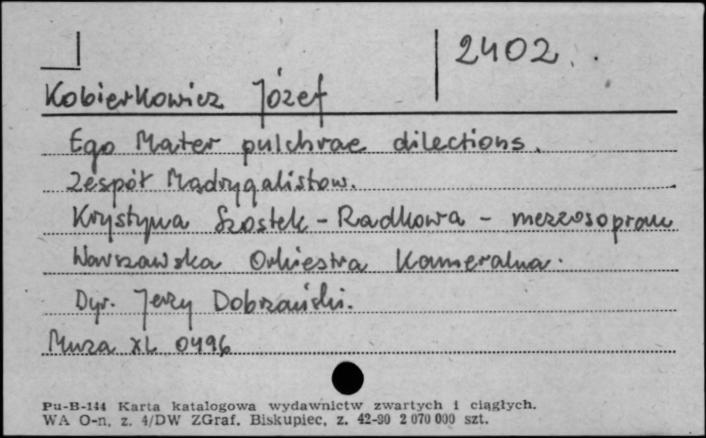 2402.
Kobierkowicz Józef
Ego Mater pulchrae dilections.
Zespół Madrygalistow.
Krystyna Szostek-Radkowa - mezzosopran
Warszawska Orkiestra Kameralna.
Dyr. Jerzy Dobrzański.
Muza XL 0496
Pu-B-144 Karta katalogowa wydawnictw zwartych i ciągłych.
WA O-n, z. 4/DW ZGraf. Biskupiec, z. 42-90 2 070 000 szt.